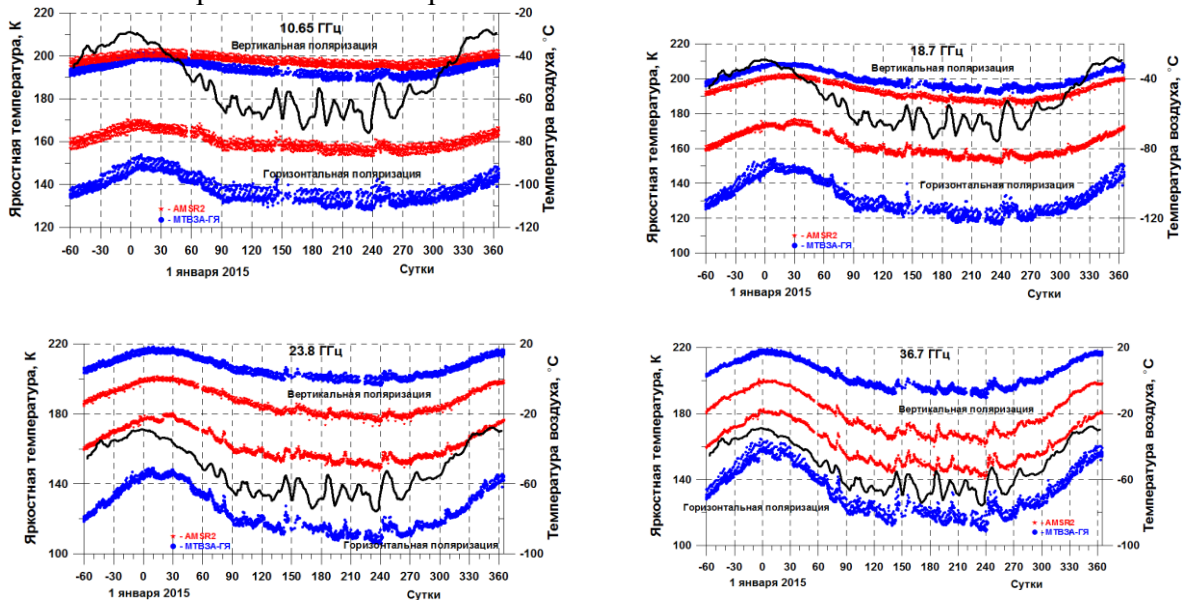 10.65 ГГц
Вертикальная поляризация
Горизонтальная поляризация
Яркостная температура, К
Температура воздуха, °С
220
200
180
160
140
120
-20
-40
-60
-80
-100
-120
- AMSR2
- МТВЗА-ГЯ
-60 -30 0 30 60 90 120 150 180 210 240 270 300 330 360
1 января 2015
Сутки
18.7 ГГц
Вертикальная поляризация
Горизонтальная поляризация
Яркостная температура, К
Температура воздуха, °С
220
200
180
160
140
120
100
-40
-80
-120
- AMSR2
- МТВЗА-ГЯ
-60 -30 0 30 60 90 120 150 180 210 240 270 300 330 360
1 января 2015
Сутки
23.8 ГГц
Вертикальная поляризация
Горизонтальная поляризация
Яркостная температура, К
Температура воздуха, °С
220
180
140
100
20
-20
-60
-100
- AMSR2
- МТВЗА-ГЯ
-60 -30 0 30 60 90 120 150 180 210 240 270 300 330 360
1 января 2015
Сутки
36.7 ГГц
Вертикальная поляризация
Горизонтальная поляризация
Яркостная температура, К
Температура воздуха, °С
220
180
140
100
20
-20
-60
-100
- AMSR2
- МТВЗА-ГЯ
-60 -30 0 30 60 90 120 150 180 210 240 270 300 330 360
1 января 2015
Сутки